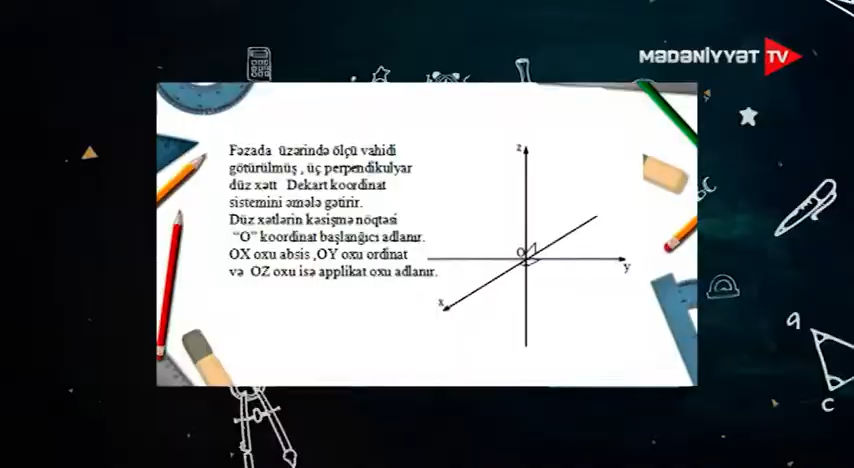 MƏDƏNİYYƏT TV
Fəzada üzərində ölçü vahidi
götürülmüş , üç perpendikulyar
düz xətt Dekart koordinat
sistemini əmələ gətirir.
Düz xətlərin kəsişmə nöqtəsi
“O” koordinat başlanğıcı adlanır.
OX oxu absis ,OY oxu ordinat
və OZ oxu isə applikat oxu adlanır.
z
O
y
x
a
C